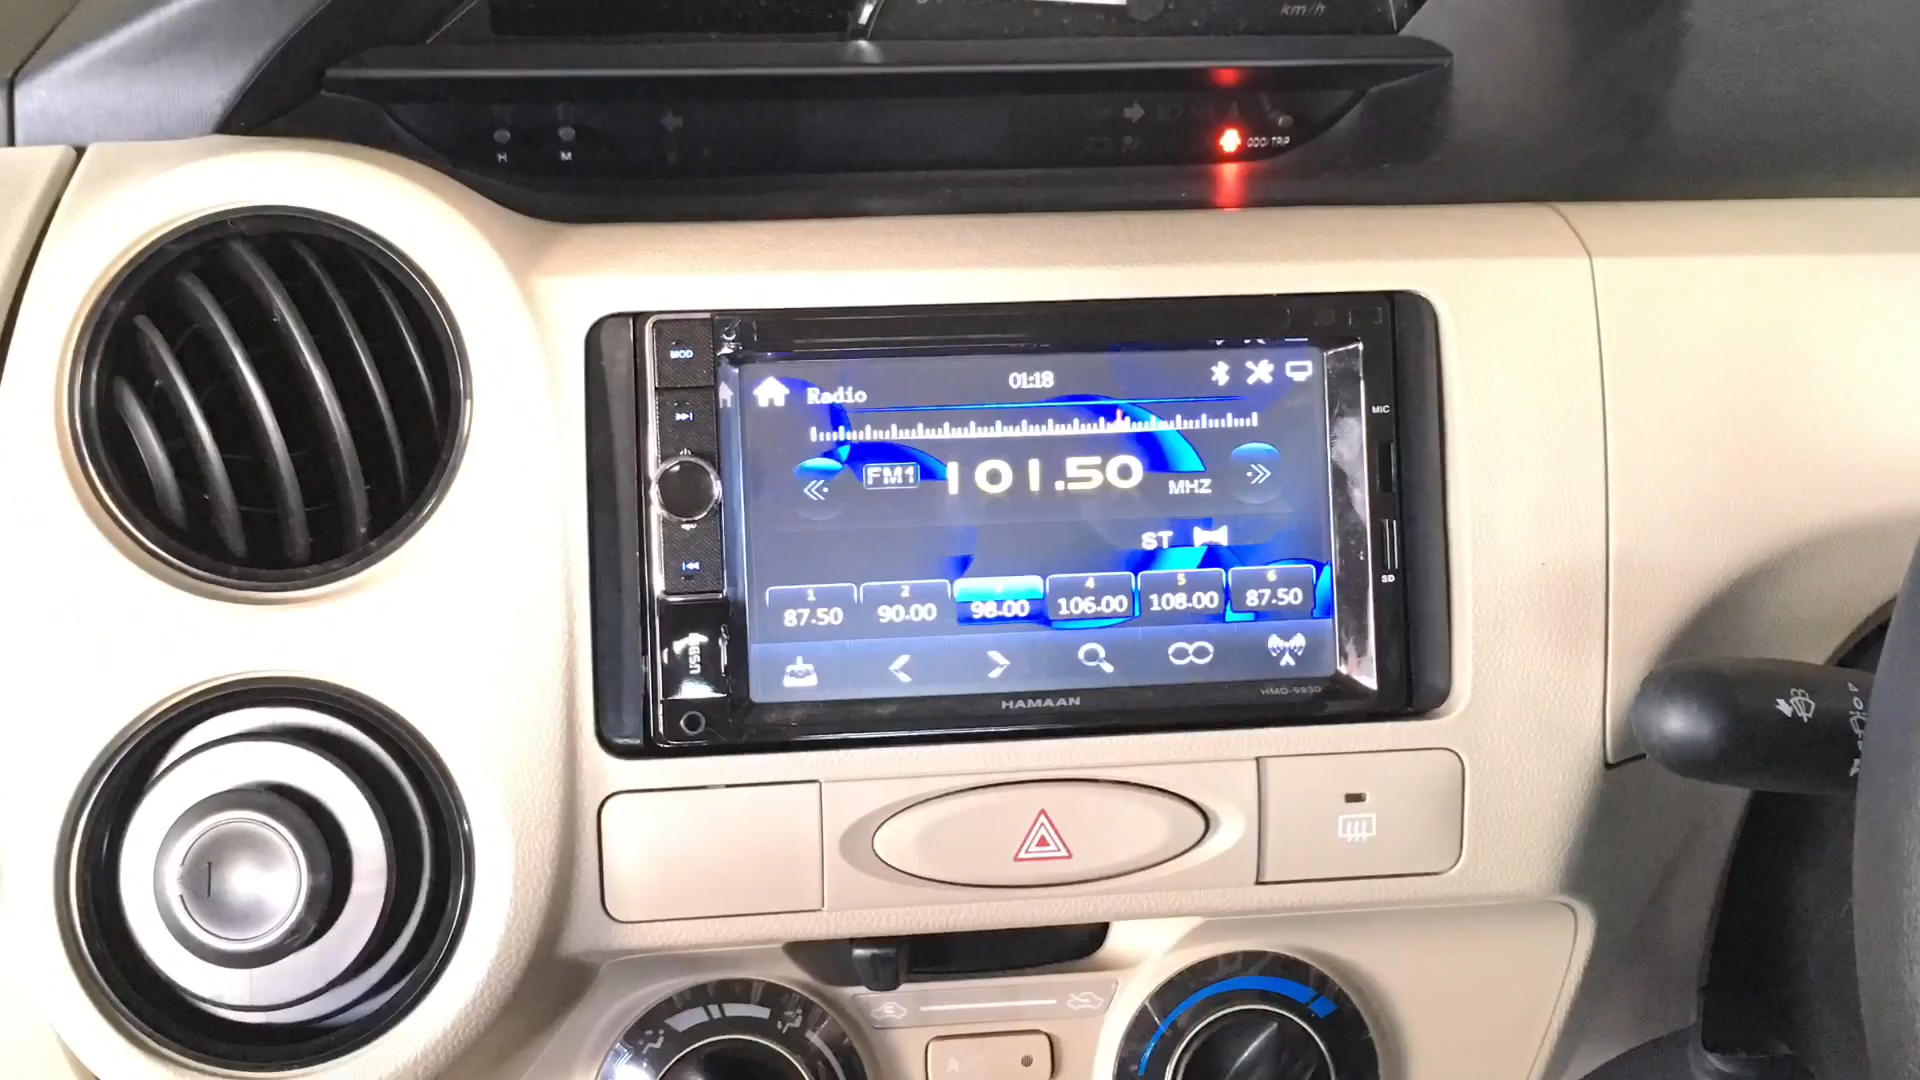 km/h
H
M
ODO/TRIP
MOD
MIC
01:18
Radio
FM1
101.50
MHZ
ST
SD
1
2
4
5
6
87.50
90.00
98.00
106.00
108.00
87.50
USB
HAMAAN
HMD-9930
A/C